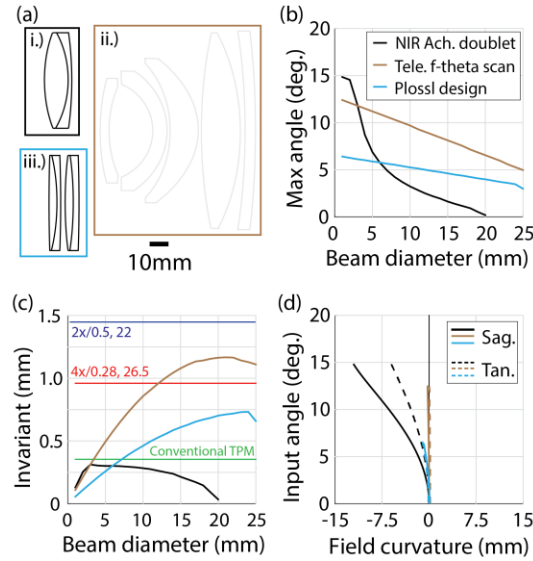 (a)
i.)
ii.)
iii.)
10mm
(b)
Max angle (deg.)
20
15
10
5
0
NIR Ach. doublet
Tele. f-theta scan
Plossl design
0 5 10 15 20 25
Beam diameter (mm)
(c)
Invariant (mm)
1.5
1.0
0.5
0
2x/0.5, 22
4x/0.28, 26.5
Conventional TPM
0 5 10 15 20 25
Beam diameter (mm)
(d)
Input angle (deg.)
20
15
10
5
0
Sag.
Tan.
-15 -7.5 0 7.5 15
Field curvature (mm)